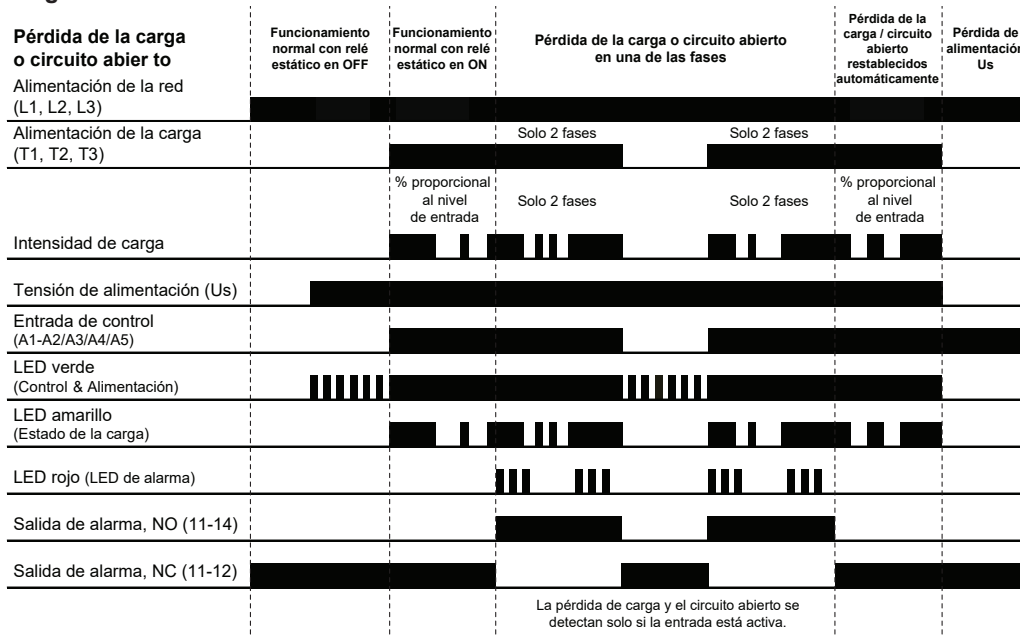 Pérdida de la carga
o circuito abier to
Funcionamiento
normal con relé
estático en OFF
Funcionamiento
normal con relé
estático en ON
Pérdida de la carga o circuito abierto
en una de las fases
Pérdida de la
carga / circuito
abierto
restablecidos
automáticamente
Pérdida de
alimentación
Us
Alimentación de la red
(L1, L2, L3)
Alimentación de la carga
(T1, T2, T3)
Solo 2 fases
Solo 2 fases
% proporcional
al nivel
de entrada
Solo 2 fases
Solo 2 fases
% proporcional
al nivel
de entrada
Intensidad de carga
Tensión de alimentación (Us)
Entrada de control
(A1-A2/A3/A4/A5)
LED verde
(Control & Alimentación)
LED amarillo
(Estado de la carga)
LED rojo (LED de alarma)
Salida de alarma, NO (11-14)
Salida de alarma, NC (11-12)
La pérdida de carga y el circuito abierto se
detectan solo si la entrada está activa.